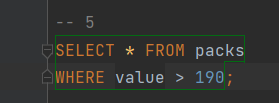 -- 5
SELECT * FROM packs
WHERE value > 190;